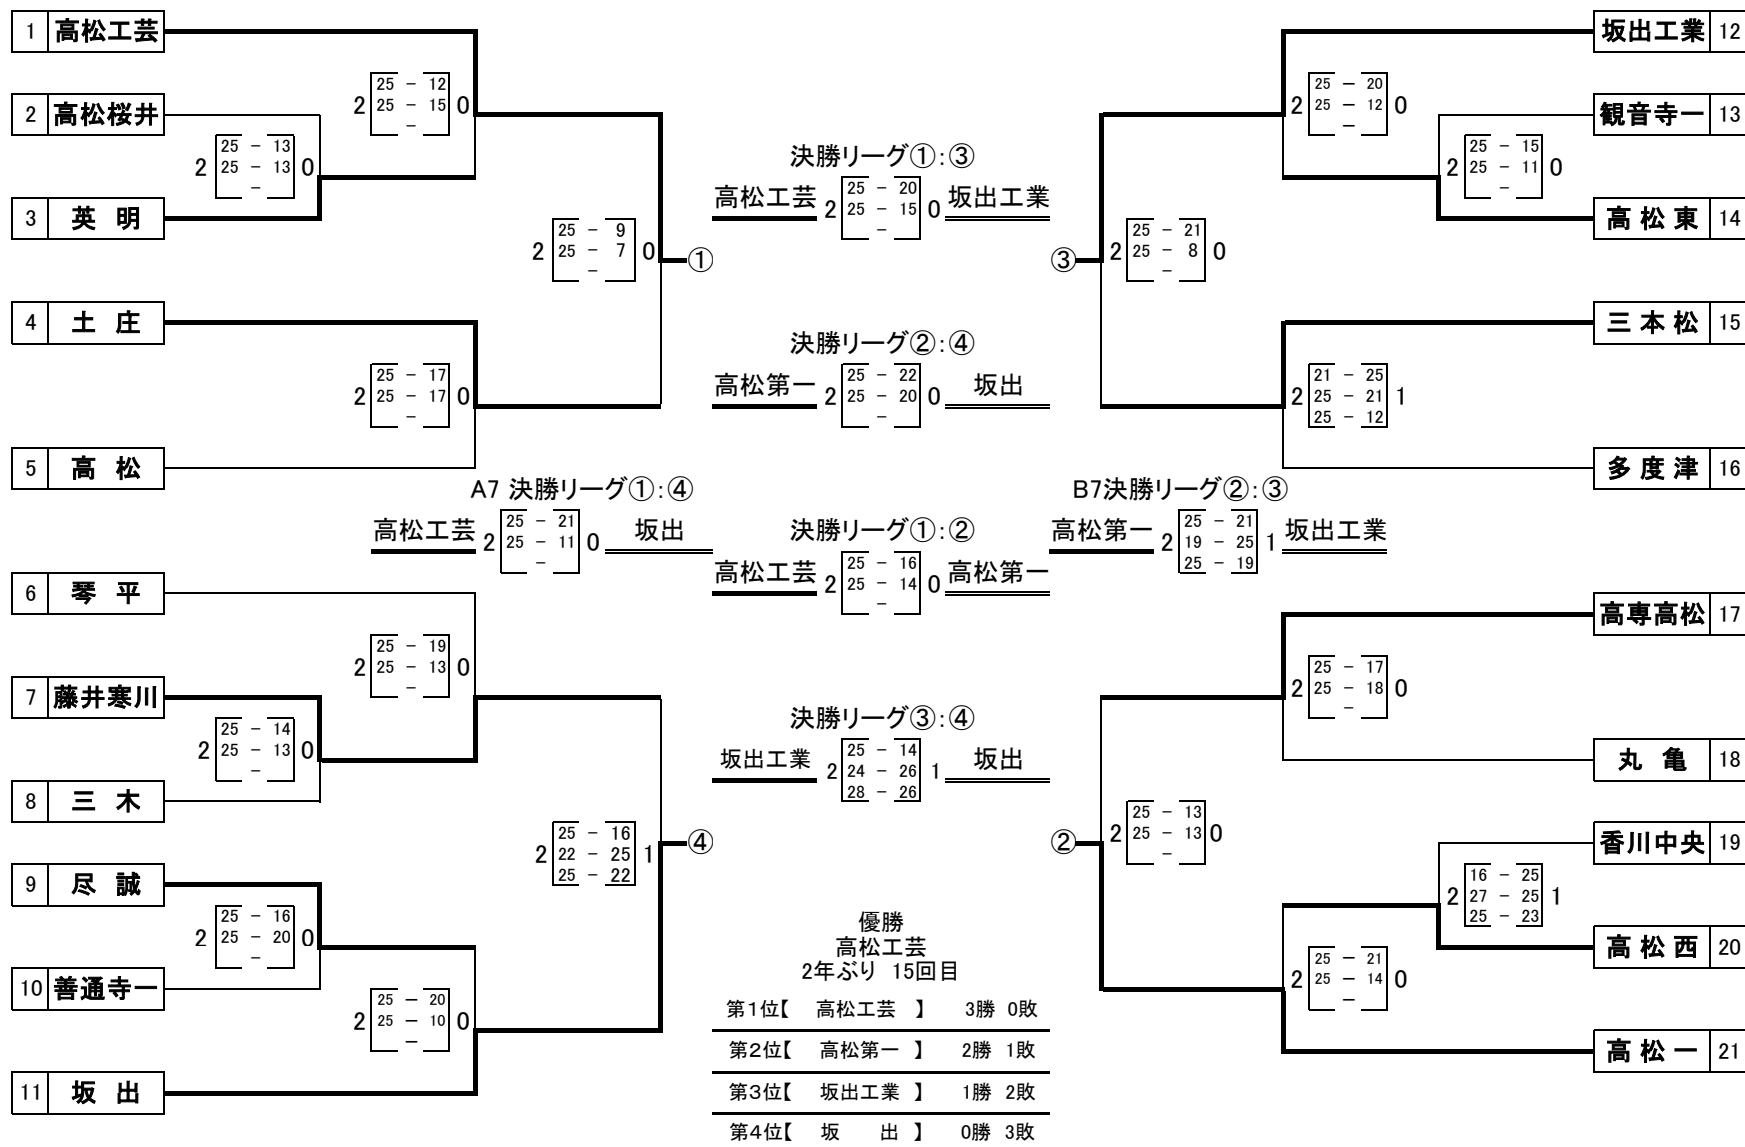 1 高松工芸
坂出工業 12
25 － 12
2 25 － 15 0
－
25 － 20
2 25 － 12 0
－
2 高松桜井
観音寺一 13
25 － 13
2 25 － 13 0
－
25 － 15
2 25 － 11 0
－
3 英 明
高 松 東 14
決勝リーグ①：③
高松工芸 2 25 － 20 0 坂出工業
25 － 15
－
25 － 9
2 25 － 7 0
－
①
③
25 － 21
2 25 － 8 0
－
4 土 庄
三 本 松 15
決勝リーグ②：④
高松第一 2 25 － 22 0 坂出
25 － 20
－
25 － 17
2 25 － 17 0
－
21 － 25
2 25 － 21 1
25 － 12
5 高 松
多 度 津 16
A7 決勝リーグ①：④
高松工芸 2 25 － 21 0 坂出
25 － 11
－
決勝リーグ①：②
高松工芸 2 25 － 16 0 高松第一
25 － 14
－
B7決勝リーグ②：③
高松第一 2 25 － 21 1 坂出工業
19 － 25
25 － 19
6 琴 平
高専高松 17
25 － 19
2 25 － 13 0
－
25 － 17
2 25 － 18 0
－
7 藤井寒川
丸 亀 18
25 － 14
2 25 － 13 0
－
8 三 木
決勝リーグ③：④
坂出工業 2 25 － 14 1 坂出
24 － 26
28 － 26
25 － 16
2 22 － 25 1
25 － 22
④
②
25 － 13
2 25 － 13 0
－
香川中央 19
9 尽 誠
16 － 25
2 27 － 25 1
25 － 23
25 － 16
2 25 － 20 0
－
高 松 西 20
10 善通寺一
25 － 21
2 25 － 14 0
－
25 － 20
2 25 － 10 0
－
高 松 一 21
11 坂 出
優勝
高松工芸
2年ぶり 15回目
第１位【 高松工芸 】 3勝 0敗
第２位【 高松第一 】 2勝 1敗
第３位【 坂出工業 】 1勝 2敗
第４位【 坂 出 】 0勝 3敗